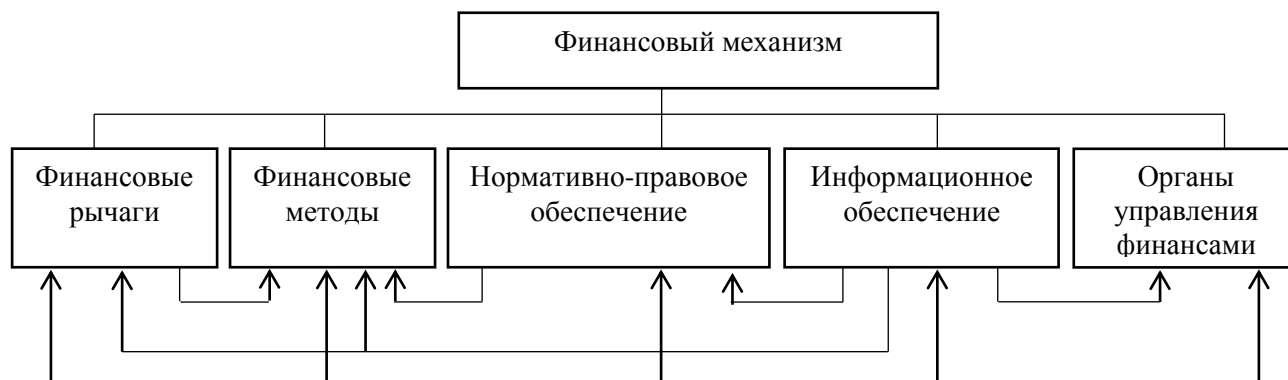 Финансовый механизм
Финансовые
рычаги
Финансовые
методы
Нормативно-правовое
обеспечение
Информационное
обеспечение
Органы
управления
финансами